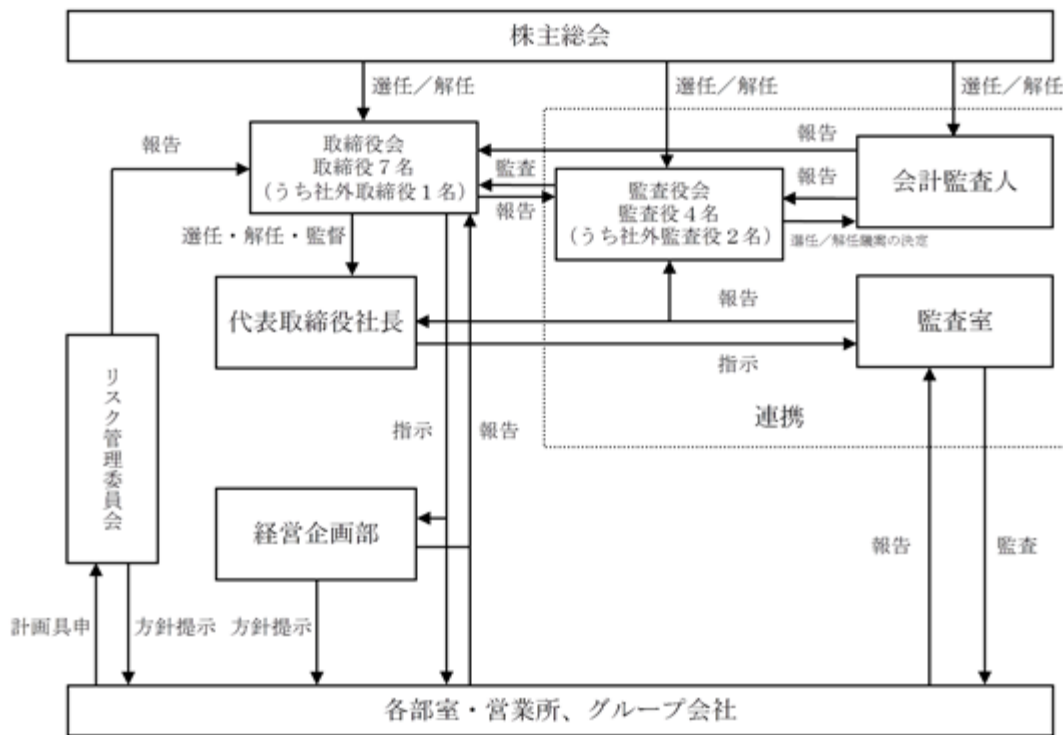 株主総会
選任／解任
選任／解任
選任／解任
取締役会
取締役７名
（うち社外取締役１名）
報告
監査
報告
報告
報告
監査役会
監査役４名
（うち社外監査役２名）
会計監査人
選任／解任議案の決定
選任・解任・監督
代表取締役社長
報告
指示
監査室
連携
リスク管理委員会
指示
報告
経営企画部
報告
監査
計画具申
方針提示
方針提示
各部室・営業所、グループ会社